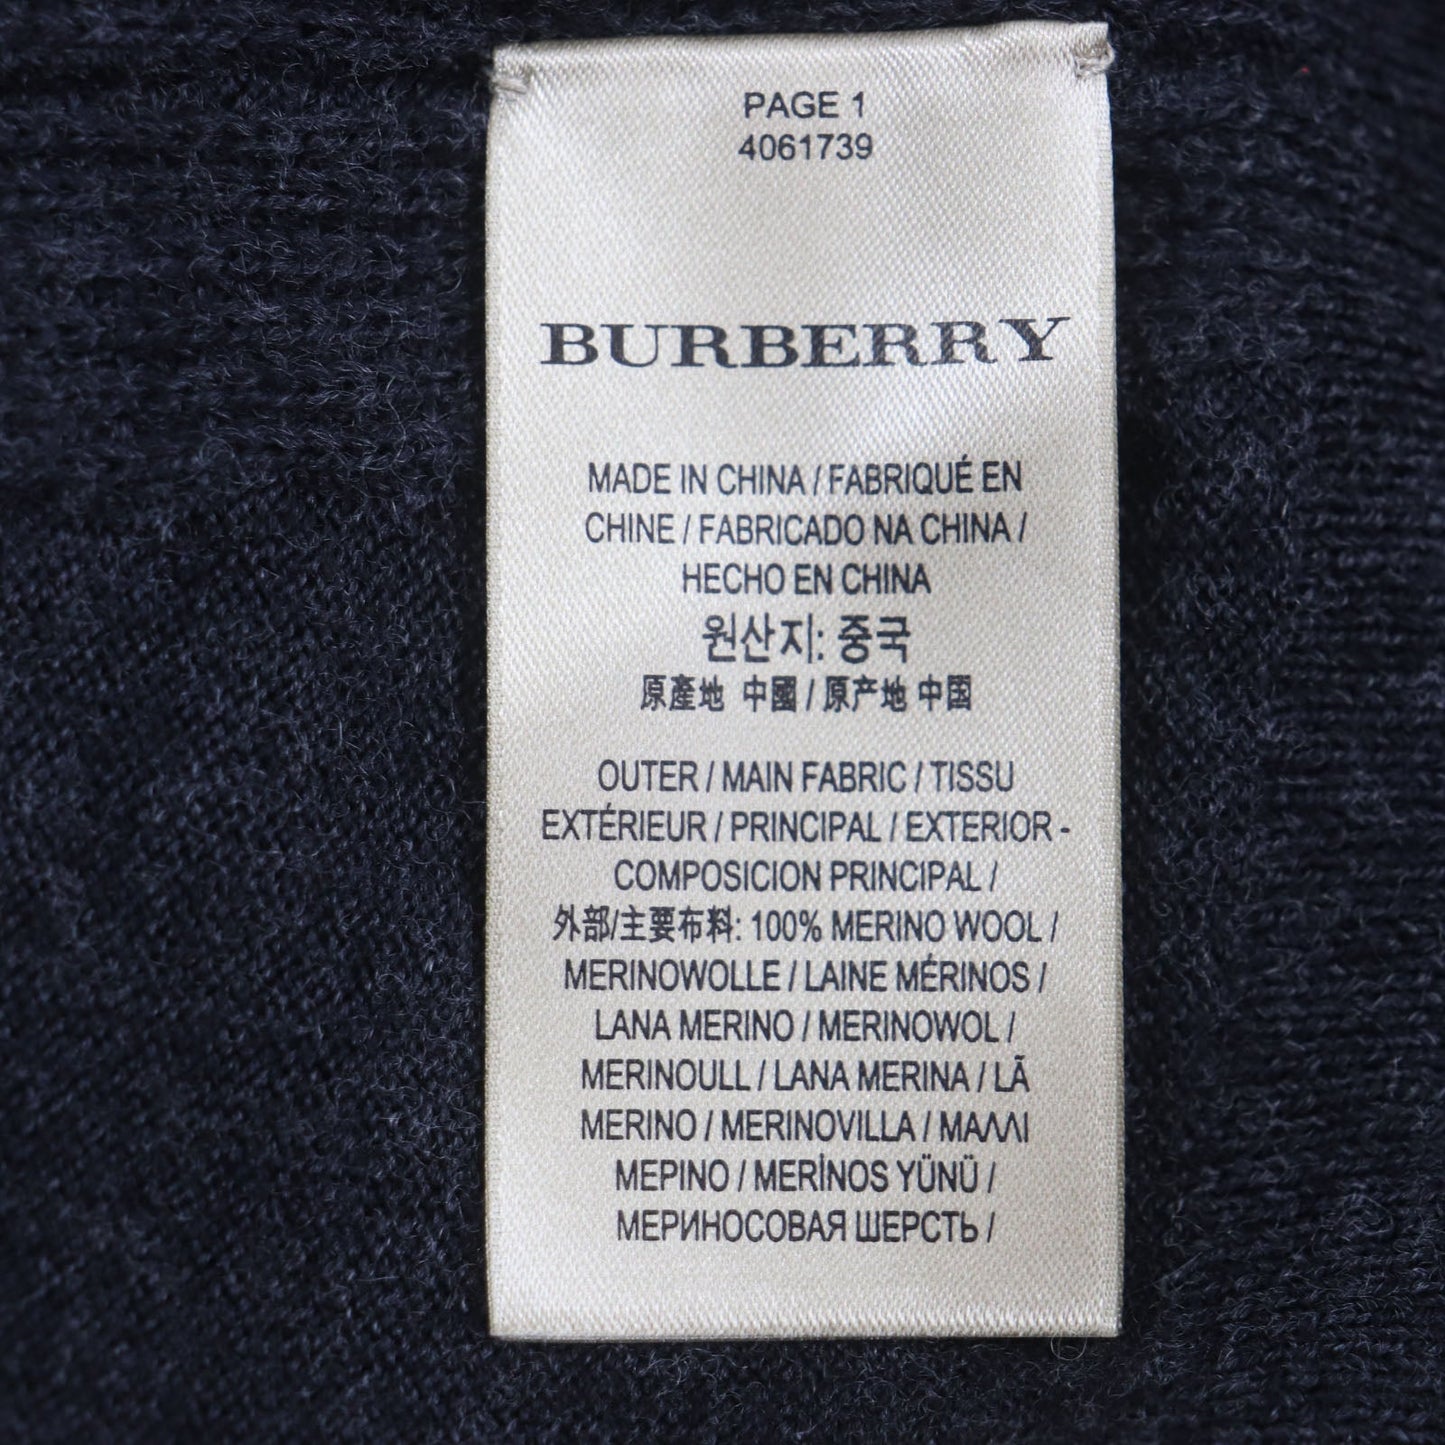 PAGE 1
4061739
BURBERRY
MADE IN CHINA / FABRIQUÉ EN
CHINE / FABRICADO NA CHINA /
HECHO EN CHINA
원산지: 중국
原產地 中國 / 原产地 中国
OUTER / MAIN FABRIC / TISSU
EXTÉRIEUR / PRINCIPAL / EXTERIOR -
COMPOSICION PRINCIPAL /
外部/主要布料: 100% MERINO WOOL /
MERINOWOLLE / LAINE MÉRINOS /
LANA MERINO / MERINOWOL /
MERINOULL / LANA MERINA / LÃ
MERINO / MERINOVILLA / ΜΑΛΛΙ
ΜΕΡΙΝΟ / MERİNOS YÜNÜ /
МЕРИНОСОВАЯ ШЕРСТЬ /